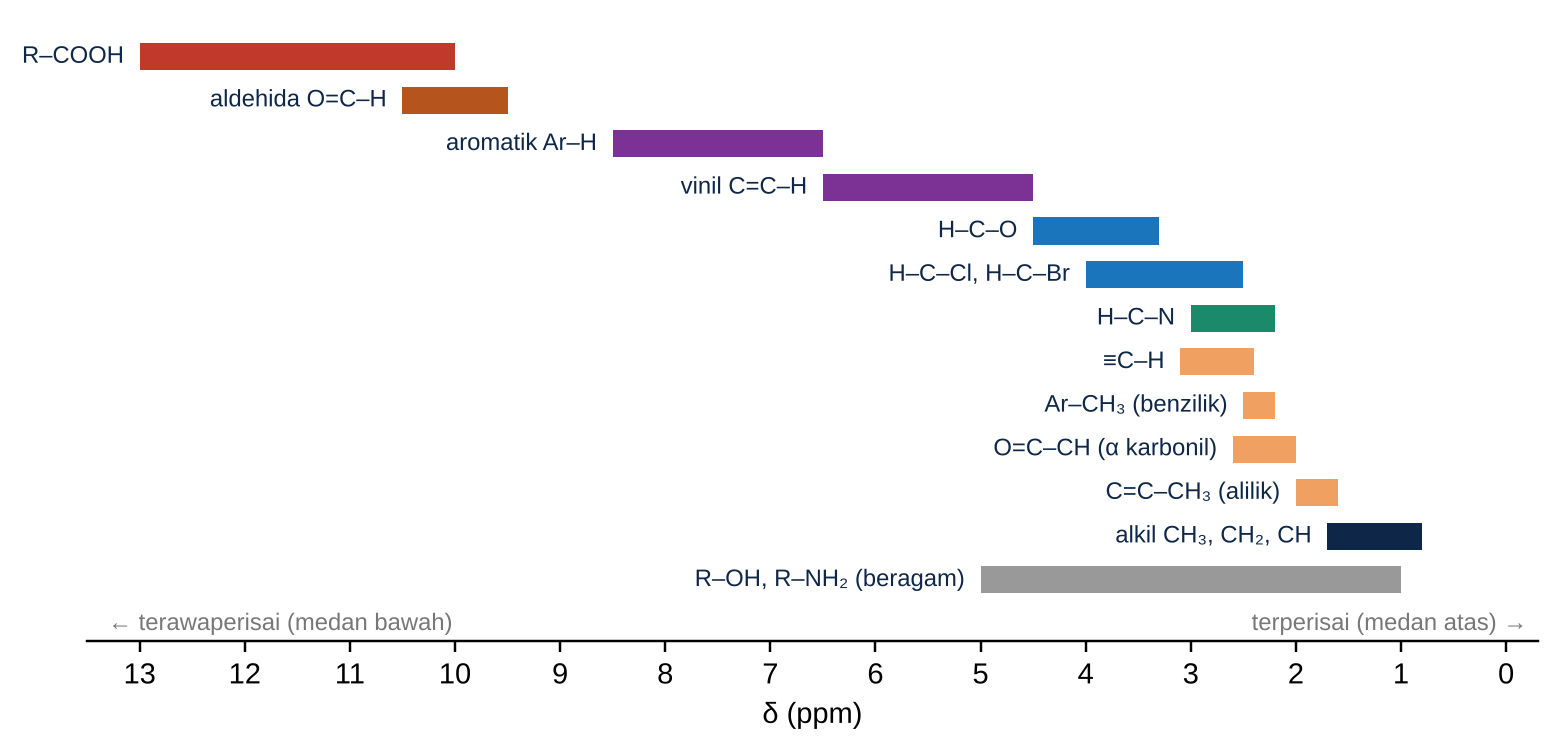 R–COOH
aldehida O=C–H
aromatik Ar–H
vinil C=C–H
H–C–O
H–C–Cl, H–C–Br
H–C–N
≡C–H
Ar–CH₃ (benzilik)
O=C–CH (α karbonil)
C=C–CH₃ (alilik)
alkil CH₃, CH₂, CH
R–OH, R–NH₂ (beragam)
← terawaperisai (medan bawah) terperisai (medan atas) →
13 12 11 10 9 8 7 6 5 4 3 2 1 0
δ (ppm)